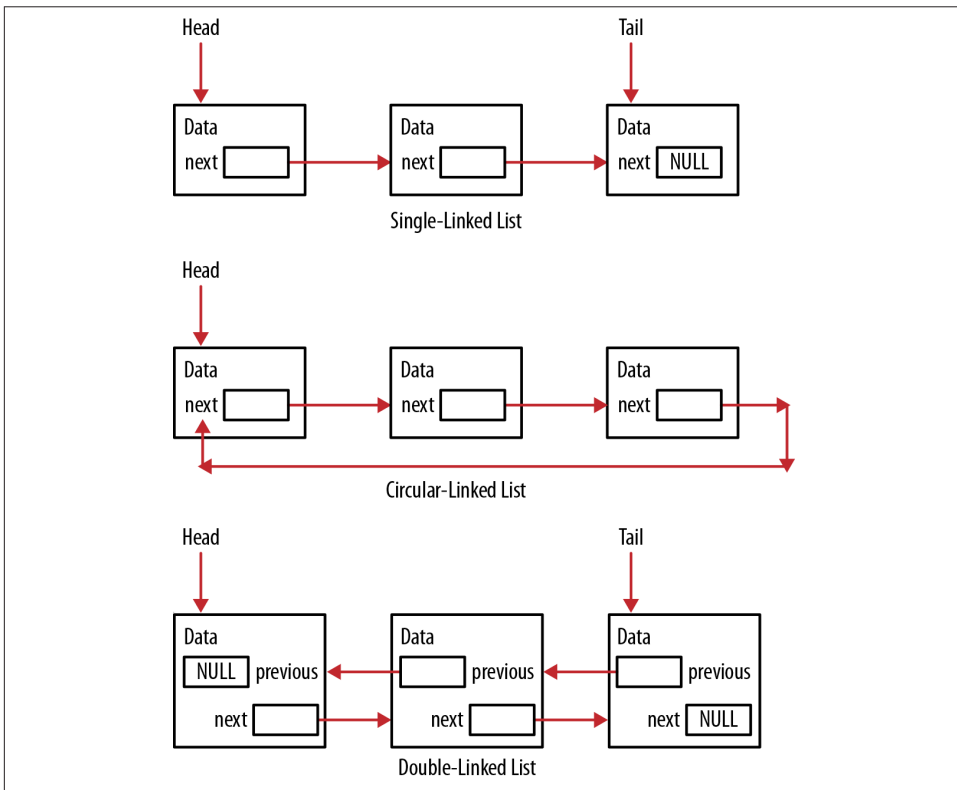 Head Tail
Data Data Data
next next next NULL
Single-Linked List
Head
Data Data Data
next next next
Circular-Linked List
Head Tail
Data Data Data
NULL previous previous previous
next next next NULL
Double-Linked List